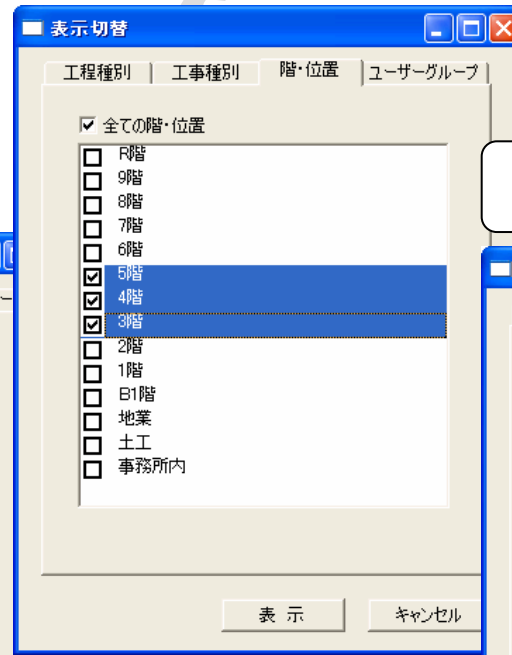 表示切替
工程種別 工事種別 階・位置 ユーザーグループ
全ての階・位置
R階
9階
8階
7階
6階
5階
4階
3階
2階
1階
B1階
地業
土工
事務所内
表 示 キャンセル